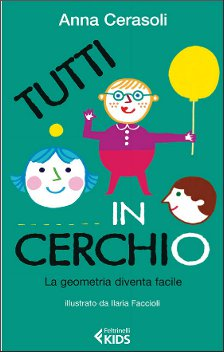 Anna Cerasoli
TUTTI
IN
CERCHIO
La geometria diventa facile
illustrato da Ilaria Faccioli
Feltrinelli
KIDS